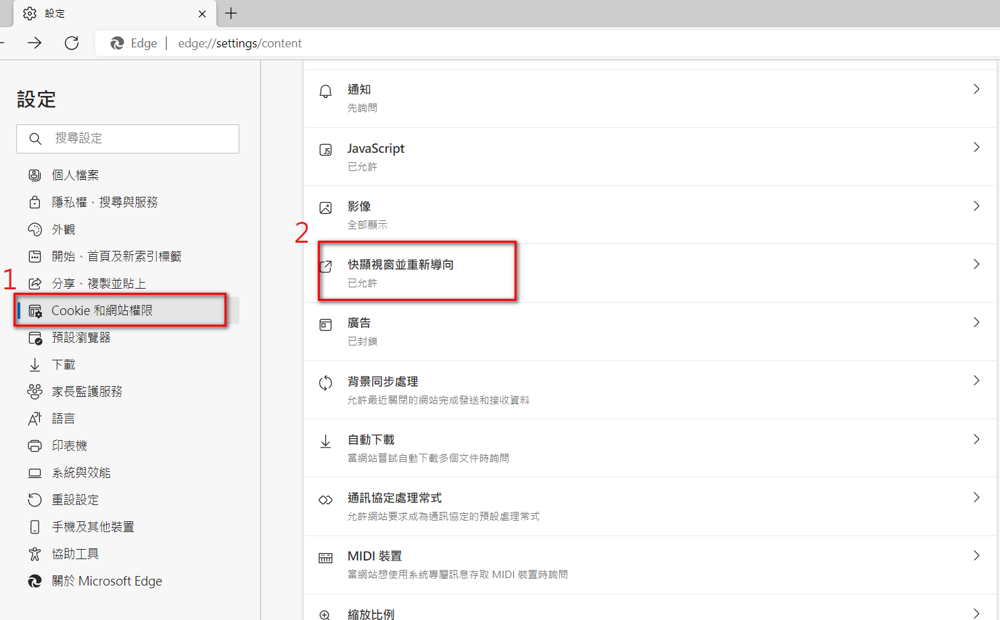 設定
Edge
edge://settings/content
設定
搜尋設定
個人檔案
隱私權、搜尋與服務
外觀
開始、首頁及新索引標籤
1
分享、複製並貼上
Cookie 和網站權限
預設瀏覽器
下載
家長監護服務
語言
印表機
系統與效能
重設設定
手機及其他裝置
協助工具
關於 Microsoft Edge
通知
先詢問
JavaScript
已允許
影像
全部顯示
2
快顯視窗並重新導向
已允許
廣告
已封鎖
背景同步處理
允許最近關閉的網站完成發送和接收資料
自動下載
當網站嘗試自動下載多個文件時詢問
通訊協定處理常式
允許網站要求成為通訊協定的預設處理常式
MIDI 裝置
當網站想使用系統專屬訊息存取 MIDI 裝置時詢問
縮放比例